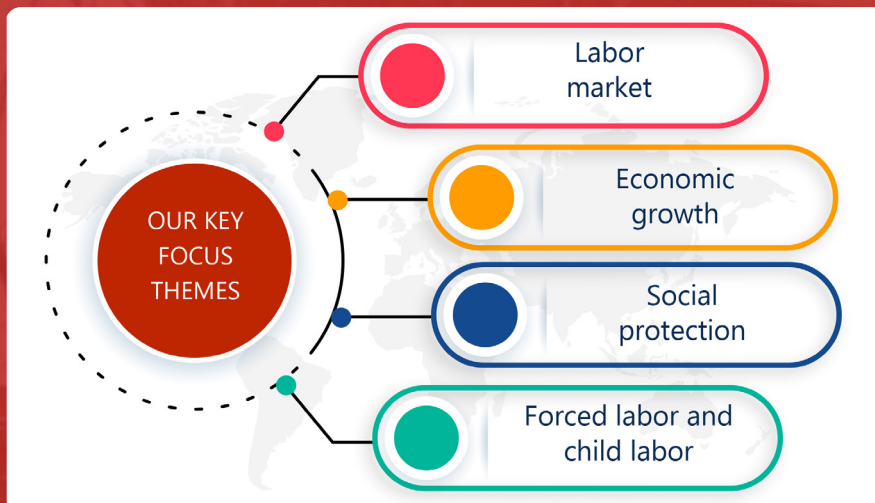 OUR KEY
FOCUS
THEMES
Labor
market
Economic
growth
Social
protection
Forced labor and
child labor